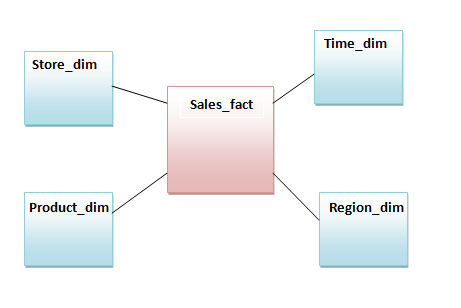 Time_dim
Store_dim
Sales_fact
Product_dim
Region_dim